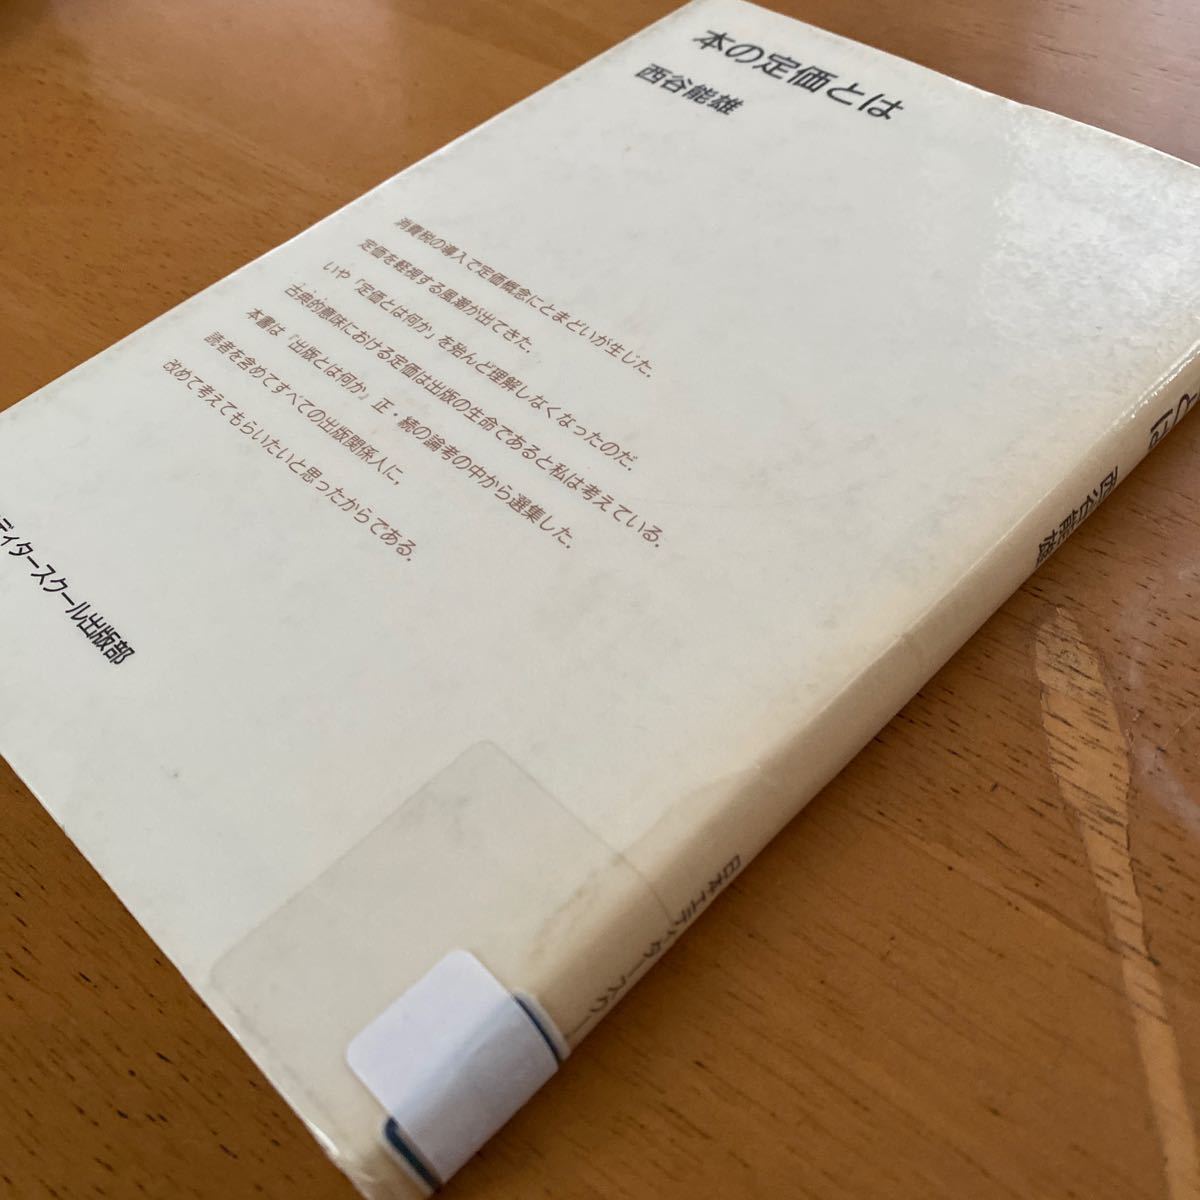 本の定価とは
西谷能雄
消費税の導入で定価概念にとまどいが生じた．
定価を軽視する風潮が出てきた．
いや「定価とは何か」を殆んど理解しなくなったのだ．
古典的意味における定価は出版の生命であると私は考えている．
本書は『出版とは何か』正・続の論考の中から選集した．
読者を含めてすべての出版関係人に，
改めて考えてもらいたいと思ったからである．
ディタースクール出版部
とは
西谷能雄
日本エディタースクー